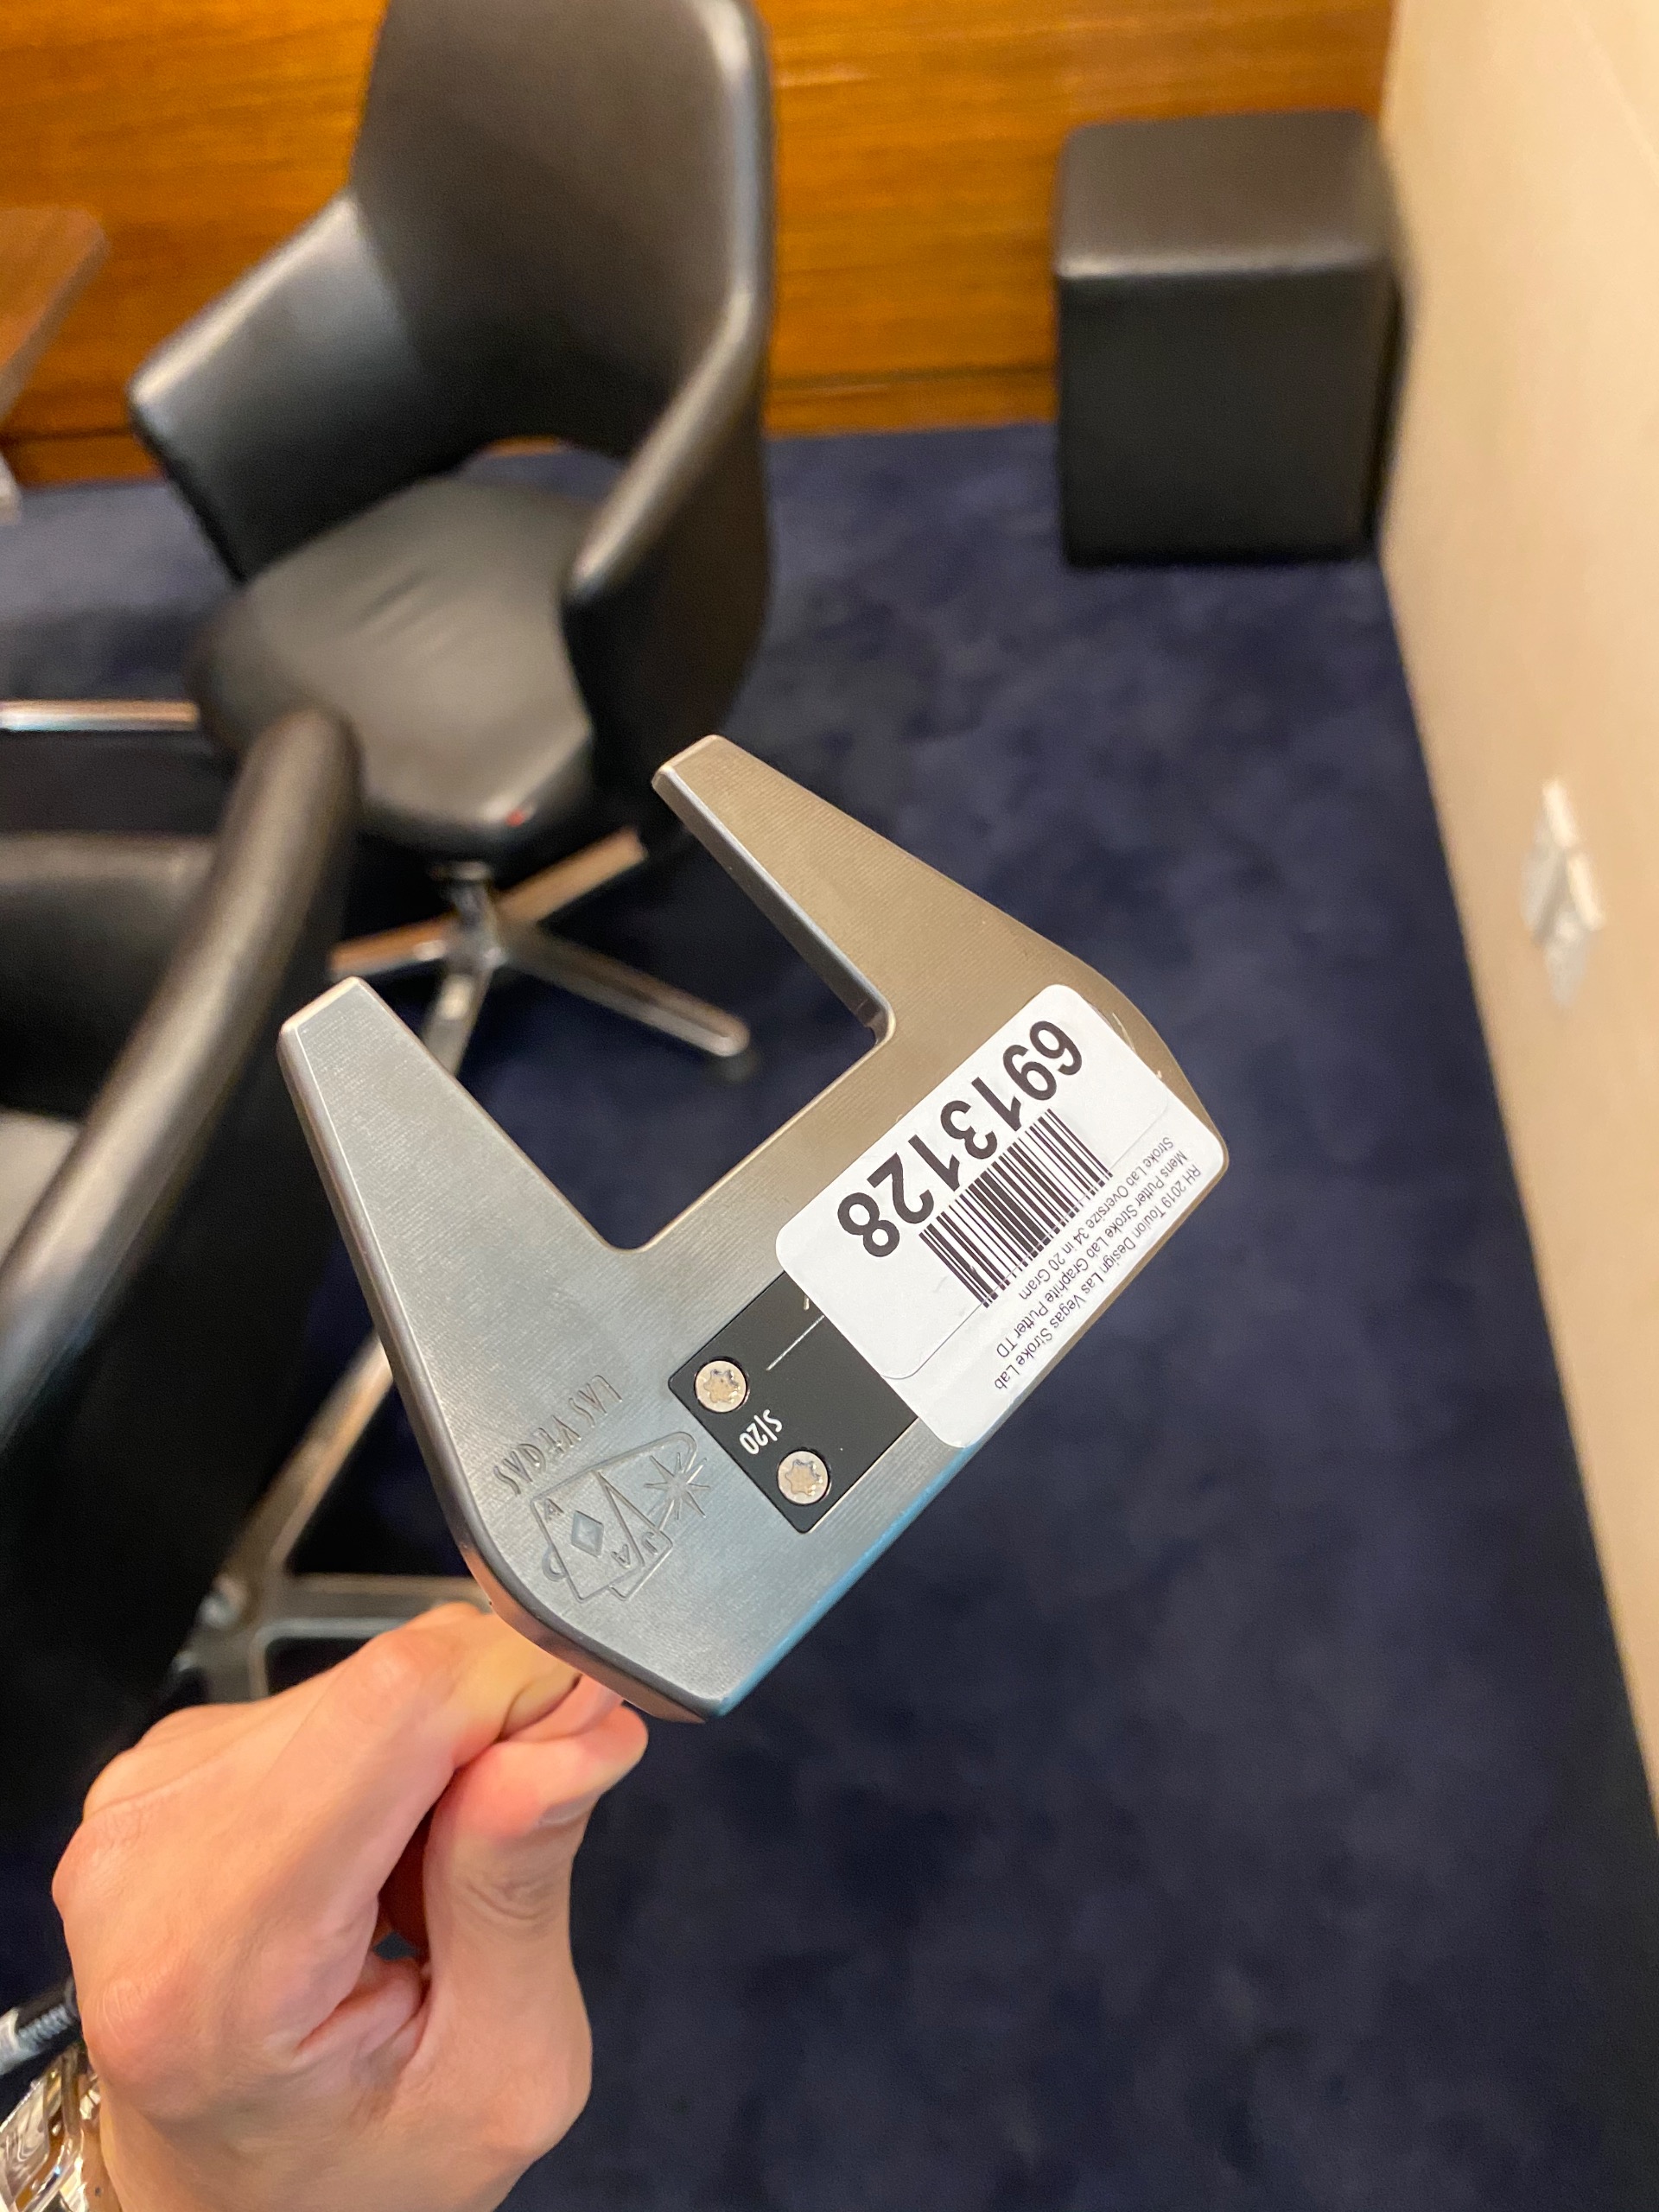 6913128
RH 2019 Toulon Design Las Vegas Stroke Lab
Mens Putter Stroke Lab Graphite Putter TD
Stroke Lab Oversize 34 in 20 Gram
S/20
LAS VEGAS
A
J
A